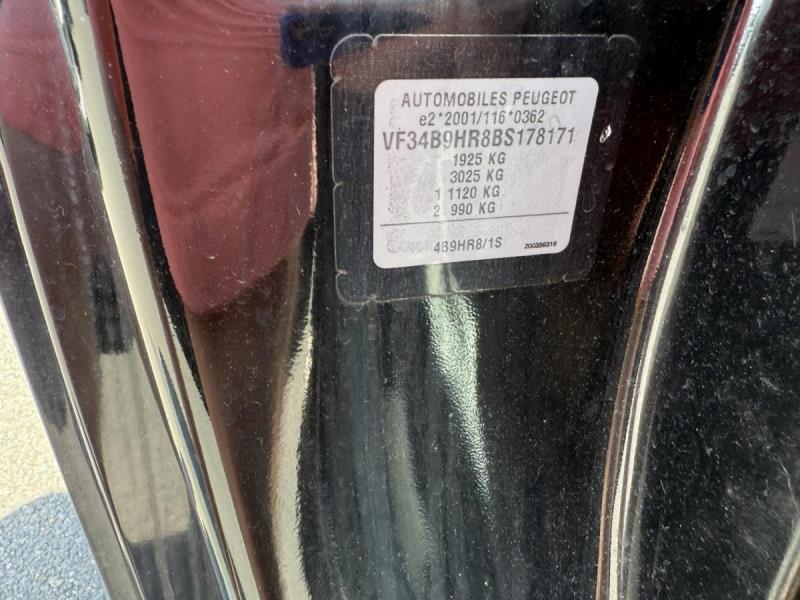 AUTOMOBILES PEUGEOT
e2*2001/116*0362
VF34B9HR8BS178171
1925 KG
3025 KG
1 1120 KG
2 990 KG
4B9HR8/1S 200386316